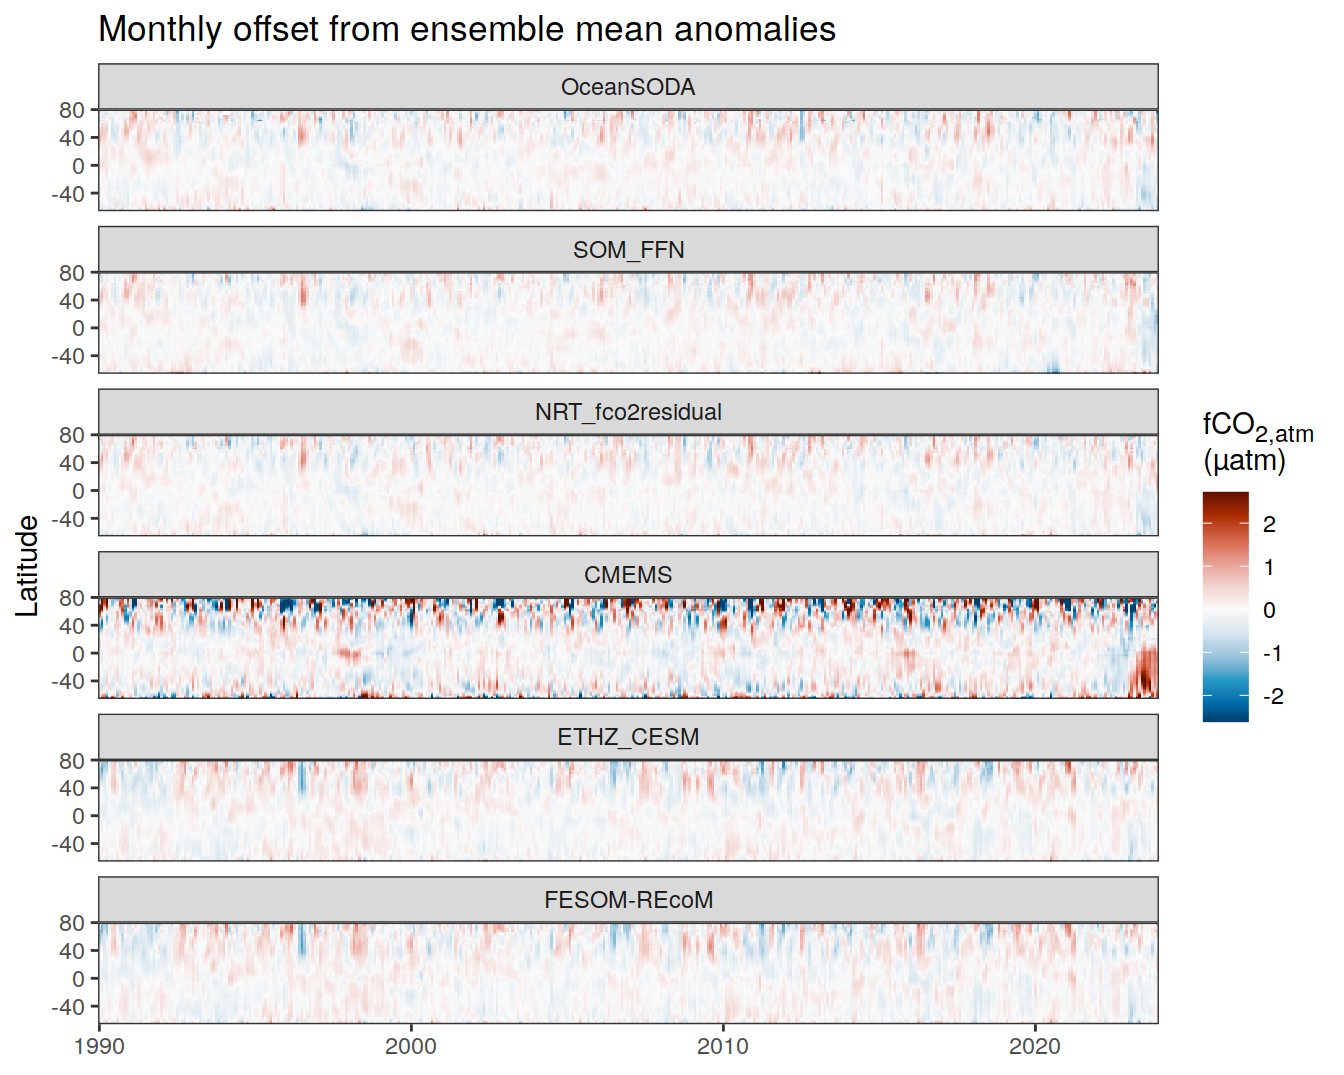 Monthly offset from ensemble mean anomalies
OceanSODA
80
40
0
-40
SOM_FFN
80
40
0
-40
NRT_fco2residual
80
40
0
-40
CMEMS
80
40
0
-40
ETHZ_CESM
80
40
0
-40
FESOM-REcoM
80
40
0
-40
1990 2000 2010 2020
Latitude
fCO2,atm
(µatm)
2
1
0
-1
-2